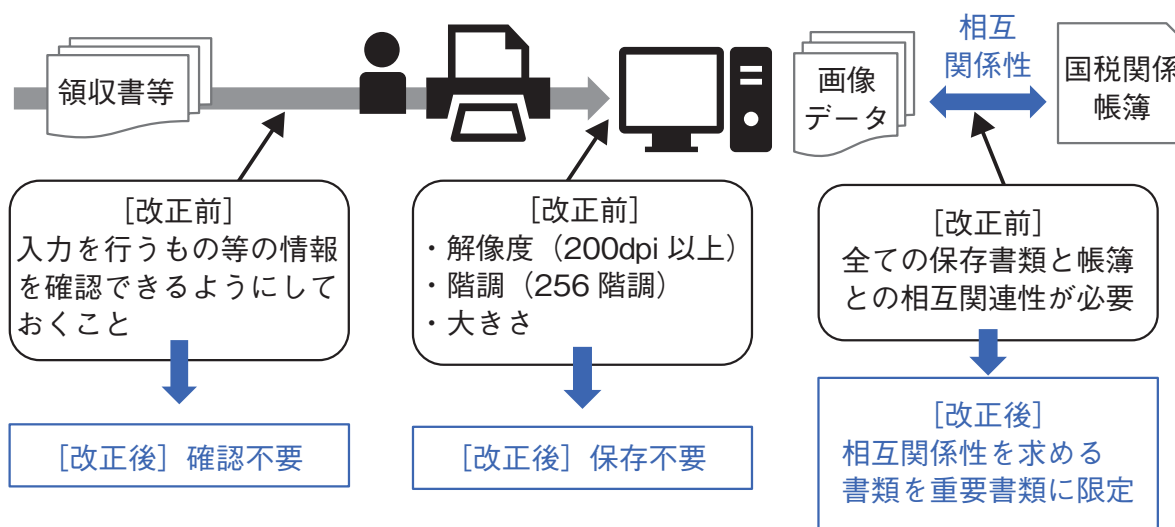 領収書等
画像
データ
相互
関係性
国税関係
帳簿
［改正前］
入力を行うもの等の情報
を確認できるようにして
おくこと
［改正前］
・解像度（200dpi 以上）
・階調（256 階調）
・大きさ
［改正前］
全ての保存書類と帳簿
との相互関連性が必要
［改正後］確認不要
［改正後］保存不要
［改正後］
相互関係性を求める
書類を重要書類に限定